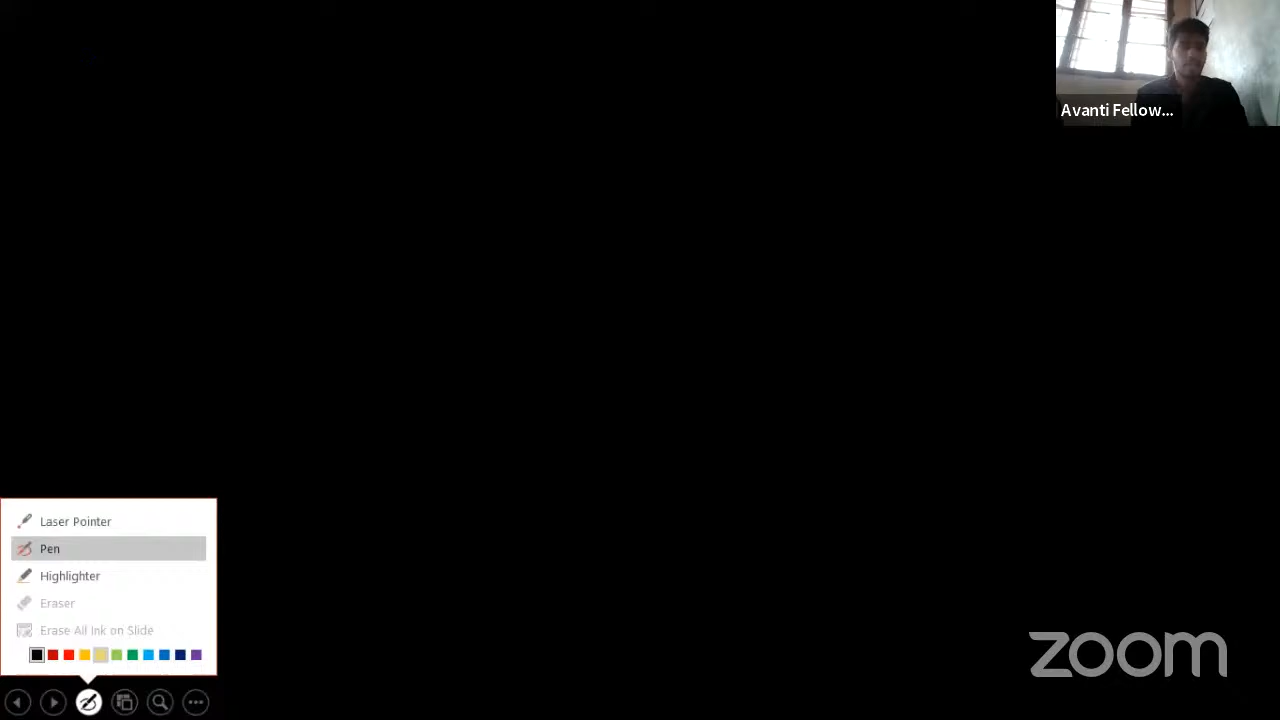 Avanti Fellow...
Laser Pointer
Pen
Highlighter
Eraser
Erase All Ink on Slide
zoom